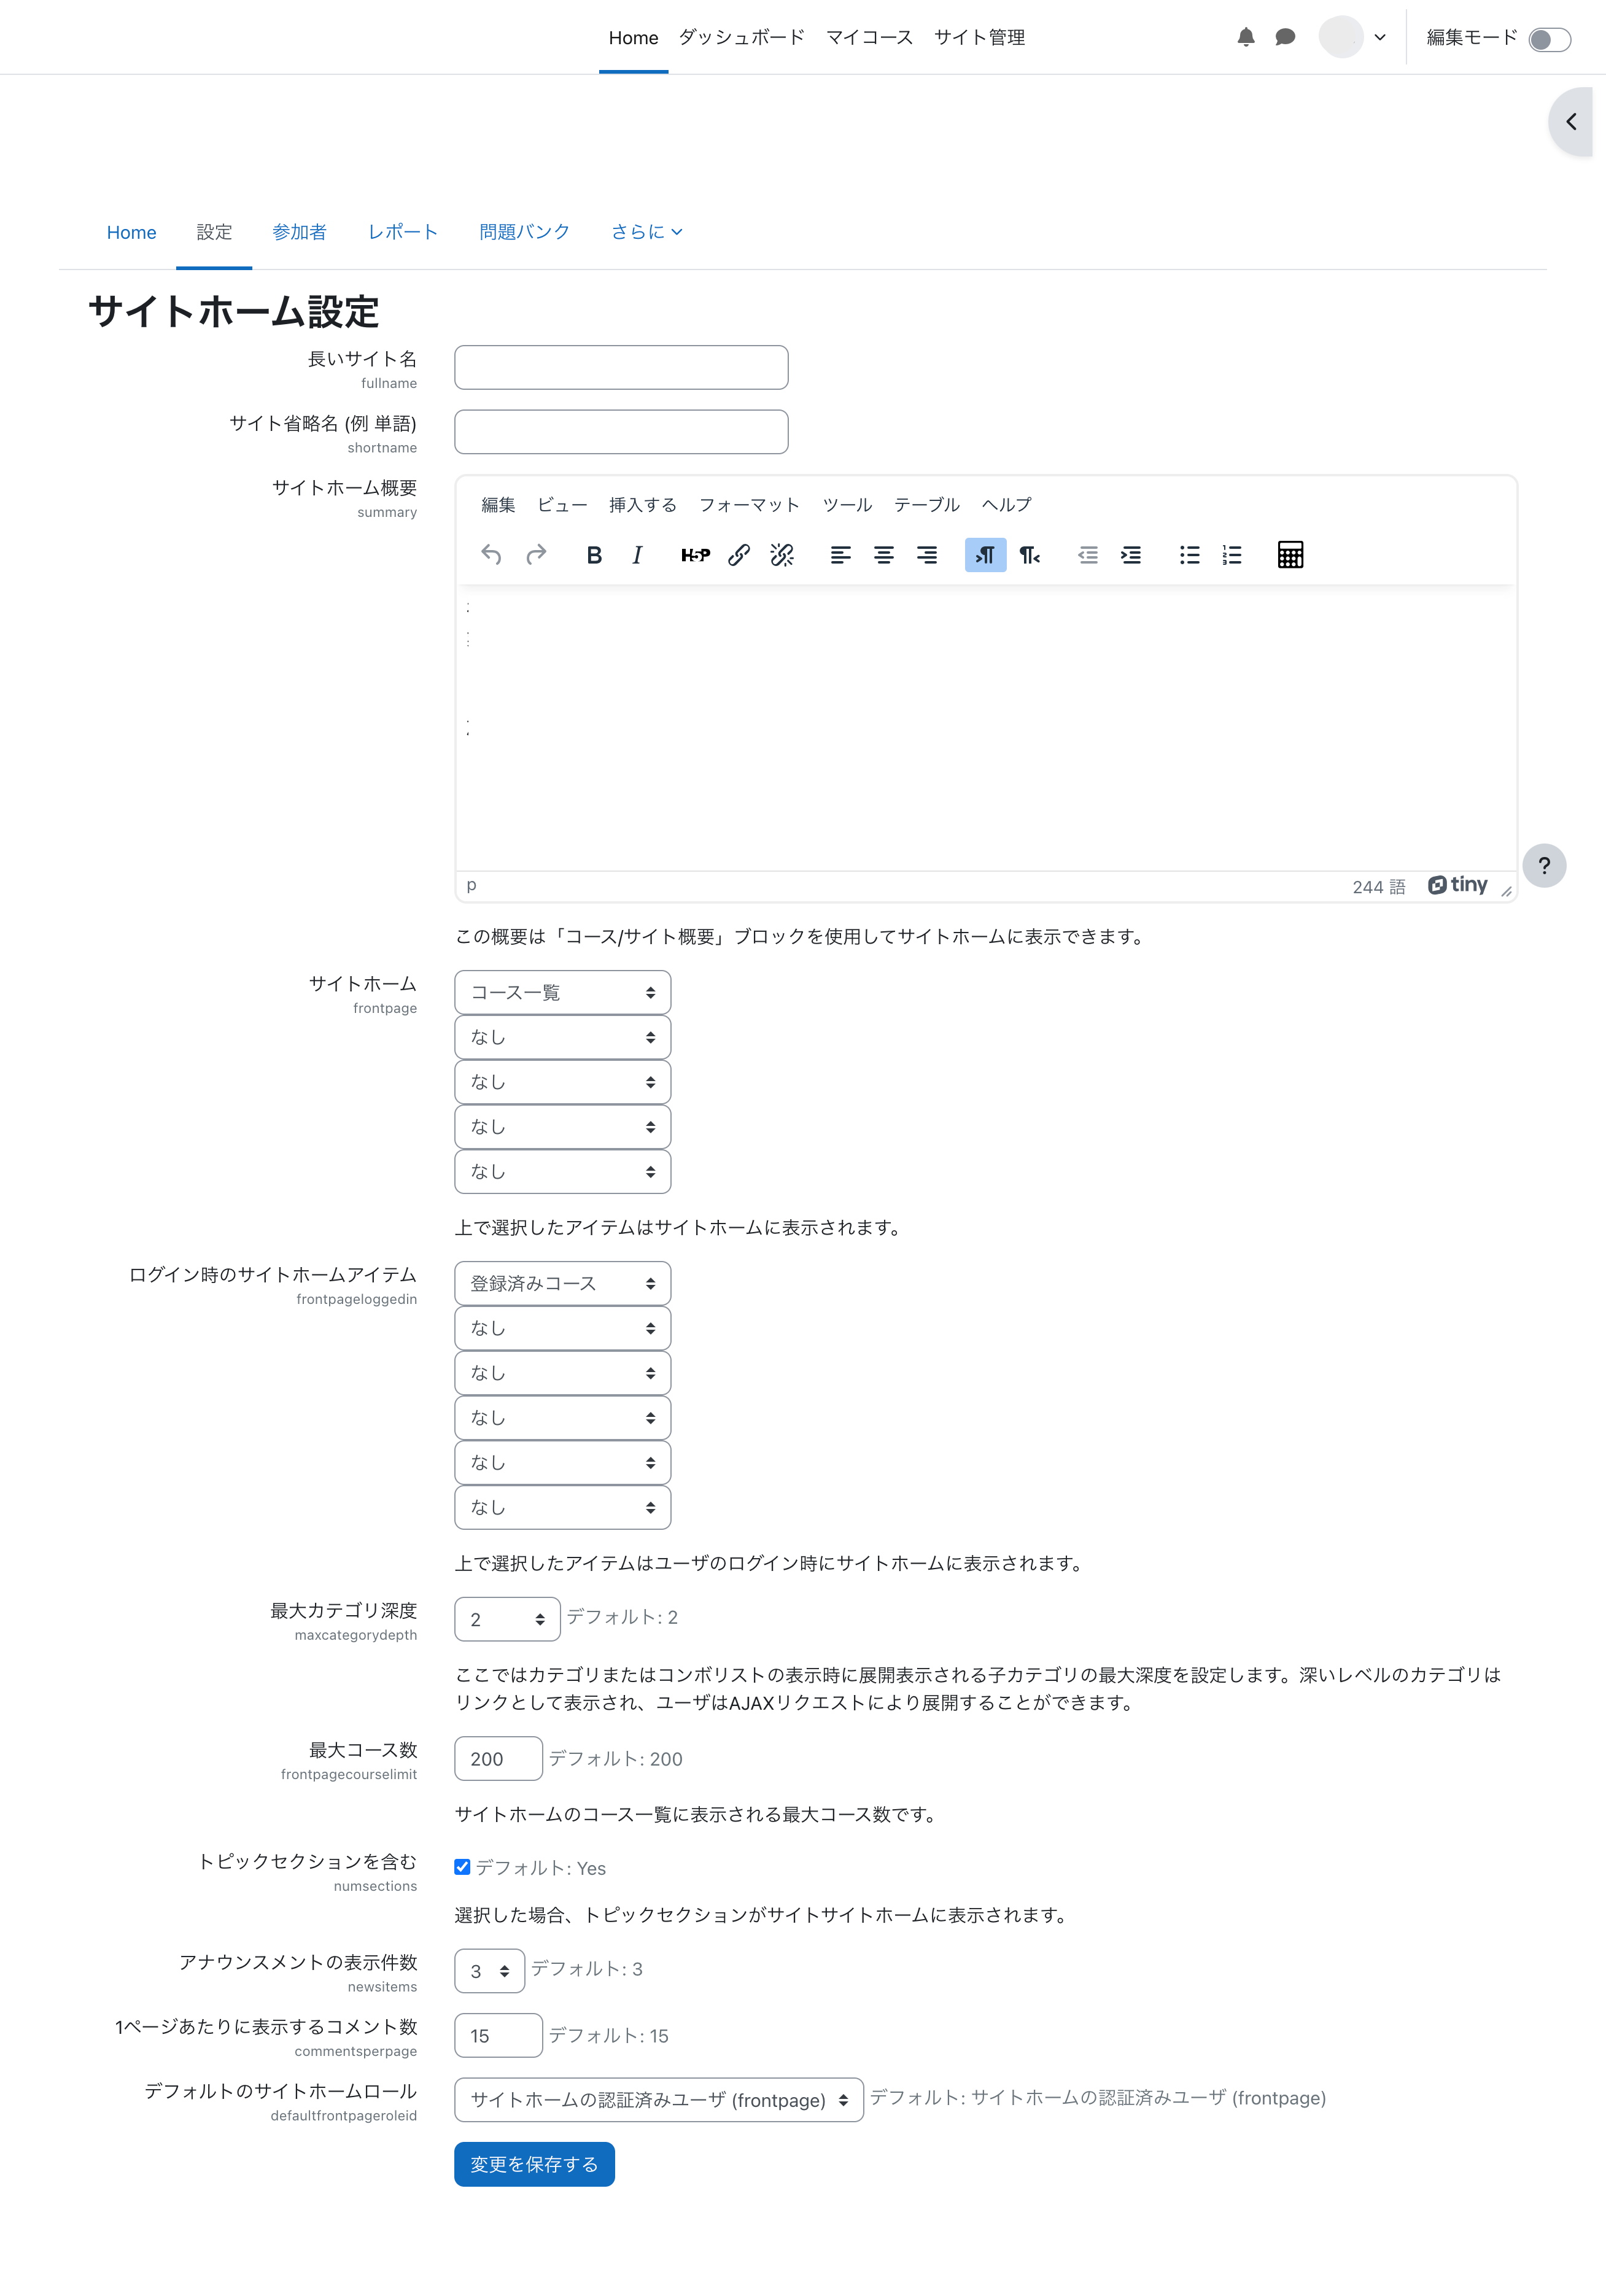 Home ダッシュボード マイコース サイト管理 編集モード
Home 設定 参加者 レポート 問題バンク さらに
サイトホーム設定
長いサイト名
fullname
サイト省略名 (例 単語)
shortname
サイトホーム概要
summary
編集 ビュー 挿入する フォーマット ツール テーブル ヘルプ
B I H5P
p 244 語 tiny
?
この概要は「コース/サイト概要」ブロックを使用してサイトホームに表示できます。
サイトホーム
frontpage
コース一覧
なし
なし
なし
なし
上で選択したアイテムはサイトホームに表示されます。
ログイン時のサイトホームアイテム
frontpageloggedin
登録済みコース
なし
なし
なし
なし
なし
上で選択したアイテムはユーザのログイン時にサイトホームに表示されます。
最大カテゴリ深度
maxcategorydepth
2 デフォルト: 2
ここではカテゴリまたはコンボリストの表示時に展開表示される子カテゴリの最大深度を設定します。深いレベルのカテゴリは
リンクとして表示され、ユーザはAJAXリクエストにより展開することができます。
最大コース数
frontpagecourselimit
200 デフォルト: 200
サイトホームのコース一覧に表示される最大コース数です。
トピックセクションを含む
numsections
デフォルト: Yes
選択した場合、トピックセクションがサイトサイトホームに表示されます。
アナウンスメントの表示件数
newsitems
3 デフォルト: 3
1ページあたりに表示するコメント数
commentsperpage
15 デフォルト: 15
デフォルトのサイトホームロール
defaultfrontpageroleid
サイトホームの認証済みユーザ (frontpage) デフォルト: サイトホームの認証済みユーザ (frontpage)
変更を保存する